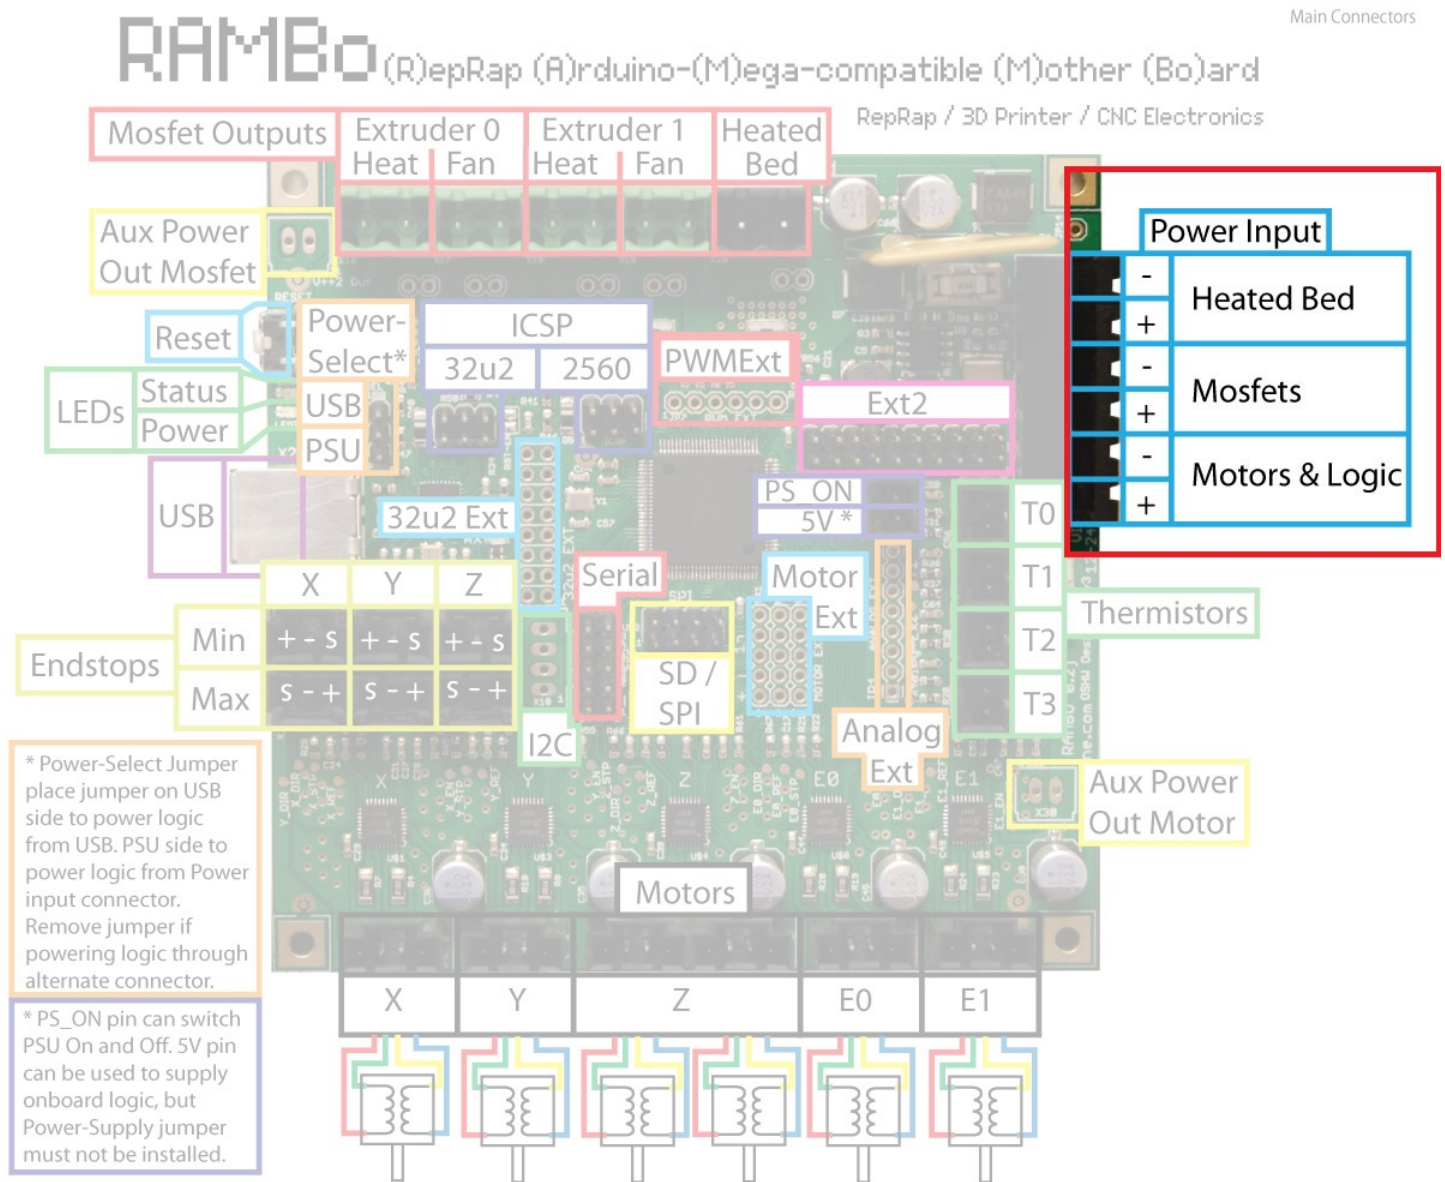 Main Connectors
RAMBo (R)epRap (A)rduino-(M)ega-compatible (M)other (Bo)ard
RepRap / 3D Printer / CNC Electronics
Mosfet Outputs
Extruder 0
Heat
Fan
Extruder 1
Heat
Fan
Heated
Bed
Power Input
- Heated Bed
+
- Mosfets
+
- Motors & Logic
+
Aux Power
Out Mosfet
RESET
Reset
Power-
Select*
USB
PSU
ICSP
32u2
2560
PWMExt
Ext2
LEDs
Status
Power
USB
32u2 Ext
PS_ON
5V *
T0
T1
T2
T3
Thermistors
Serial
Motor
Ext
SPI
SD /
SPI
Analog
Ext
I2C
X Y Z
Endstops
Min
+ - S + - S + - S
Max
S - + S - + S - +
X Y Z E0 E1
Aux Power
Out Motor
* Power-Select Jumper
place jumper on USB
side to power logic
from USB. PSU side to
power logic from Power
input connector.
Remove jumper if
powering logic through
alternate connector.
Motors
X Y Z E0 E1
* PS_ON pin can switch
PSU On and Off. 5V pin
can be used to supply
onboard logic, but
Power-Supply jumper
must not be installed.